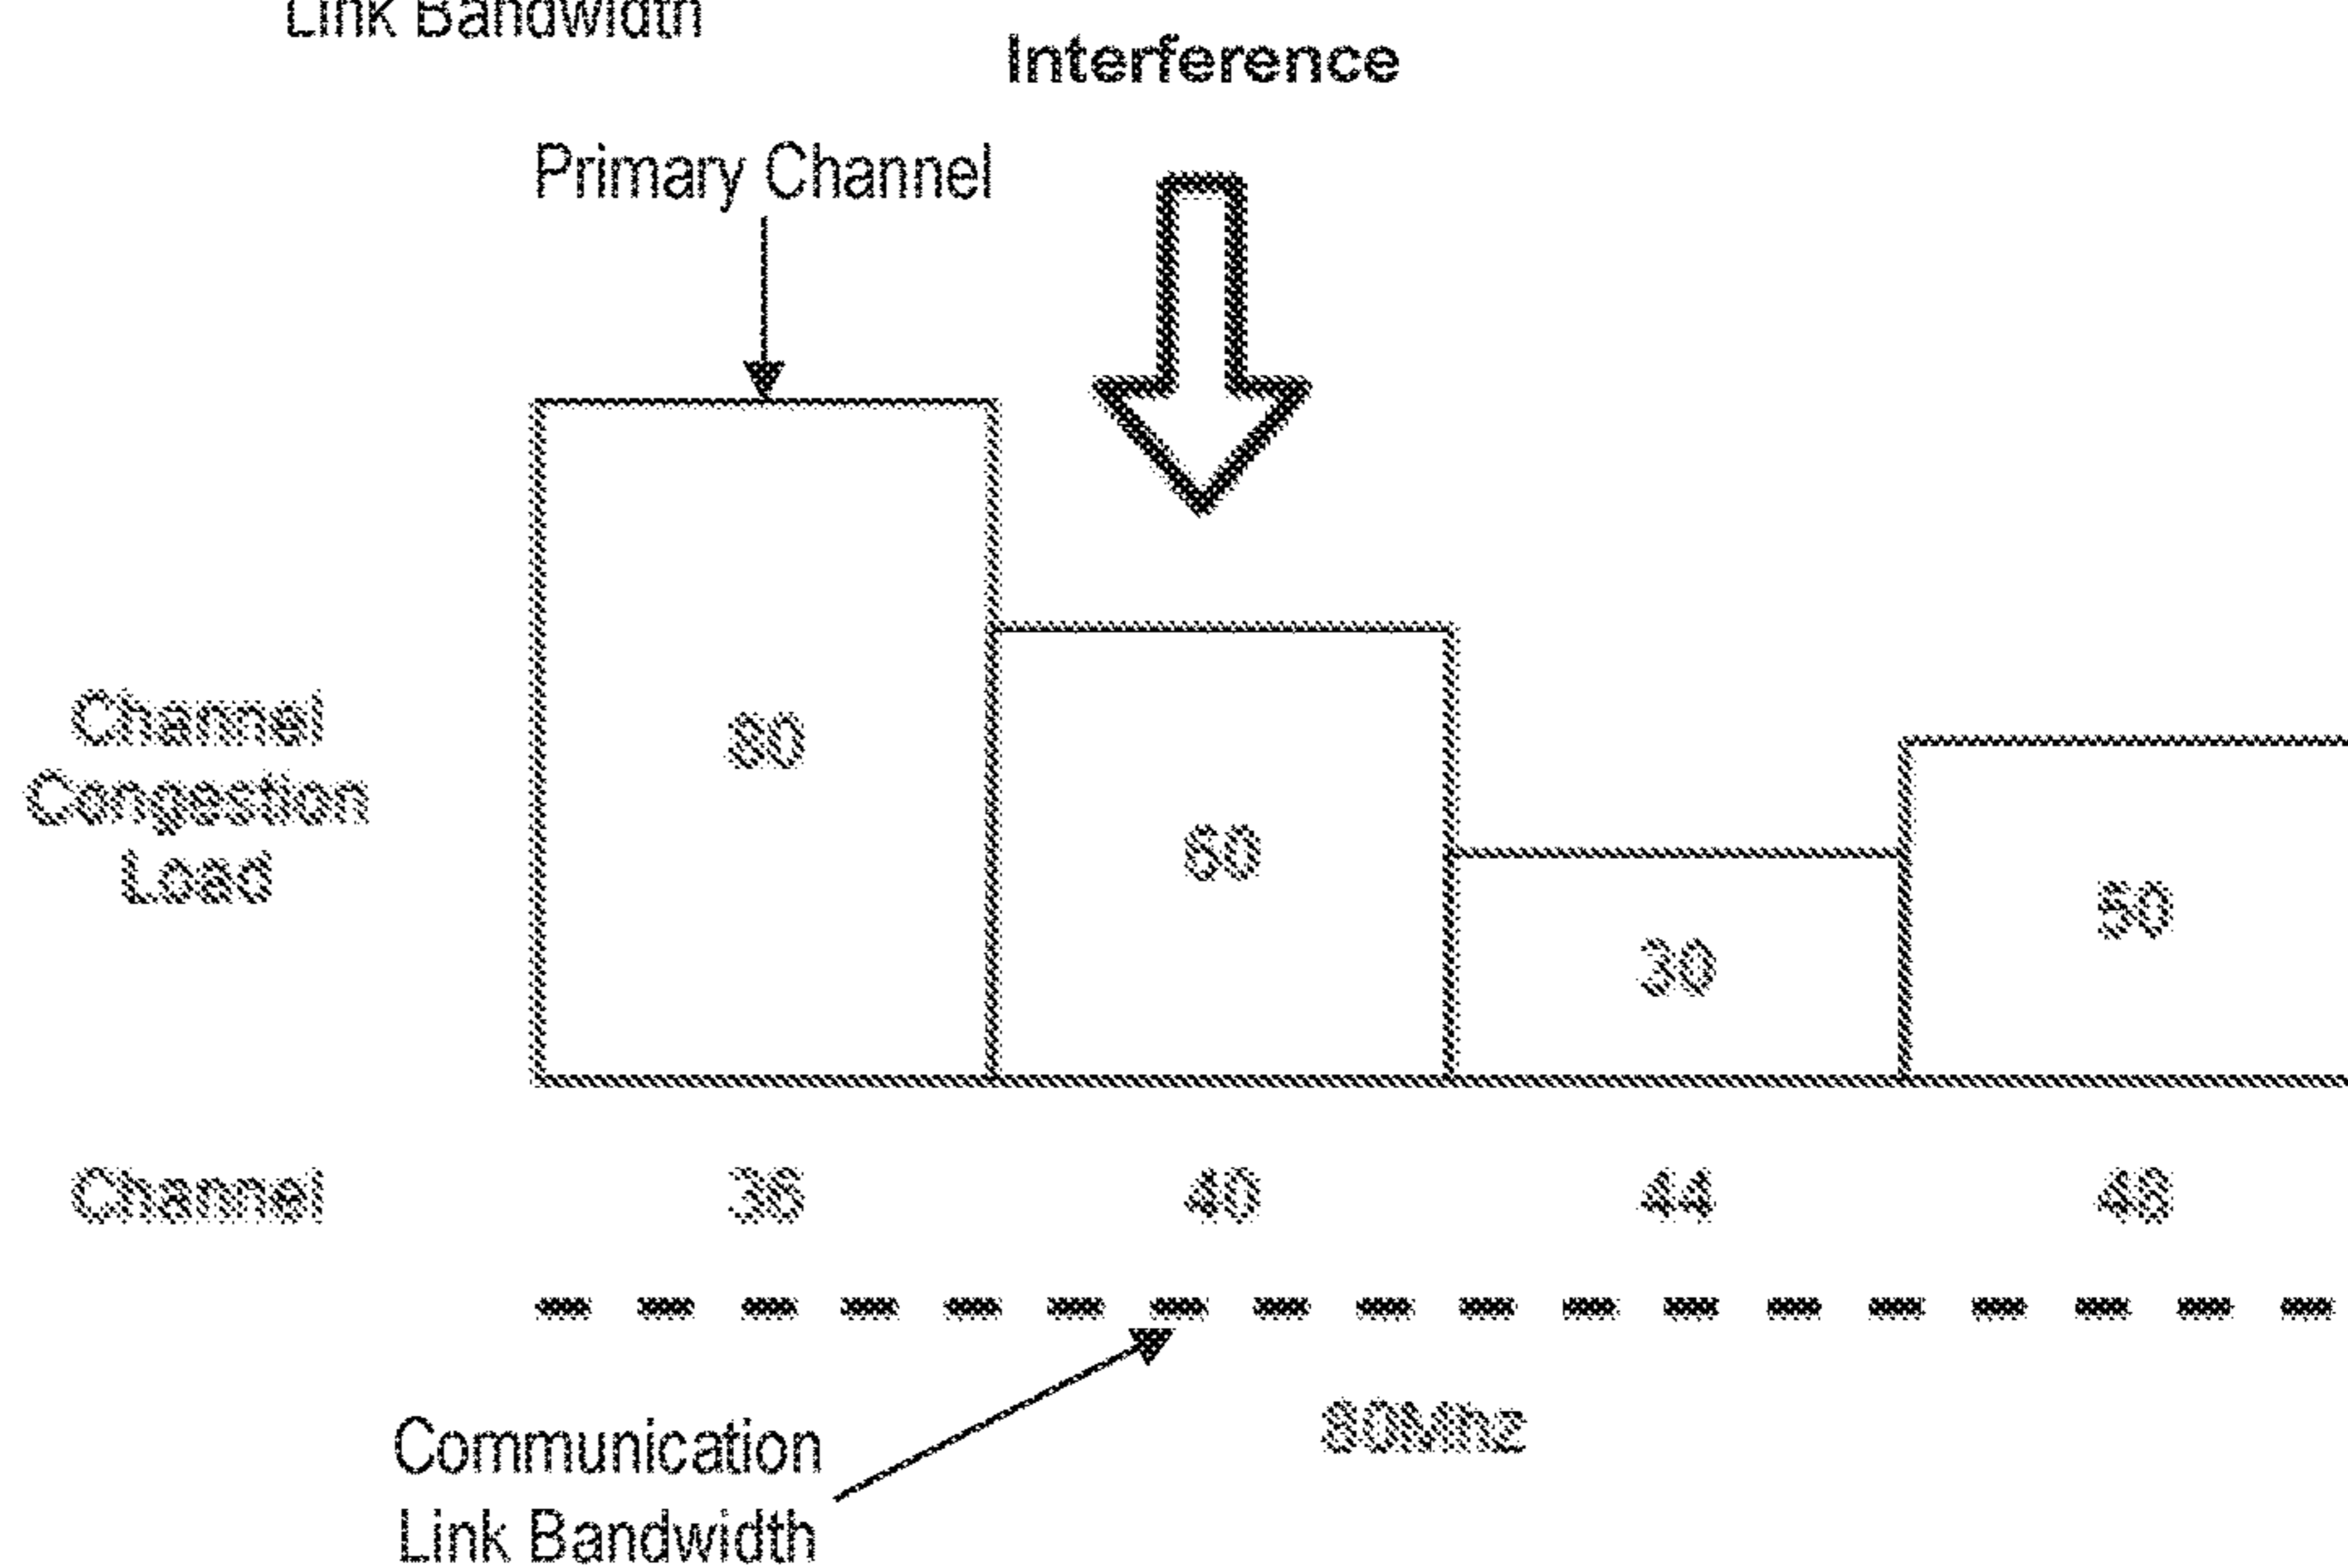 Link Bandwidth
Interference
Primary Channel
Channel
Congestion
Load
80
60
30
50
Channel
36
40
44
48
80Mhz
Communication
Link Bandwidth